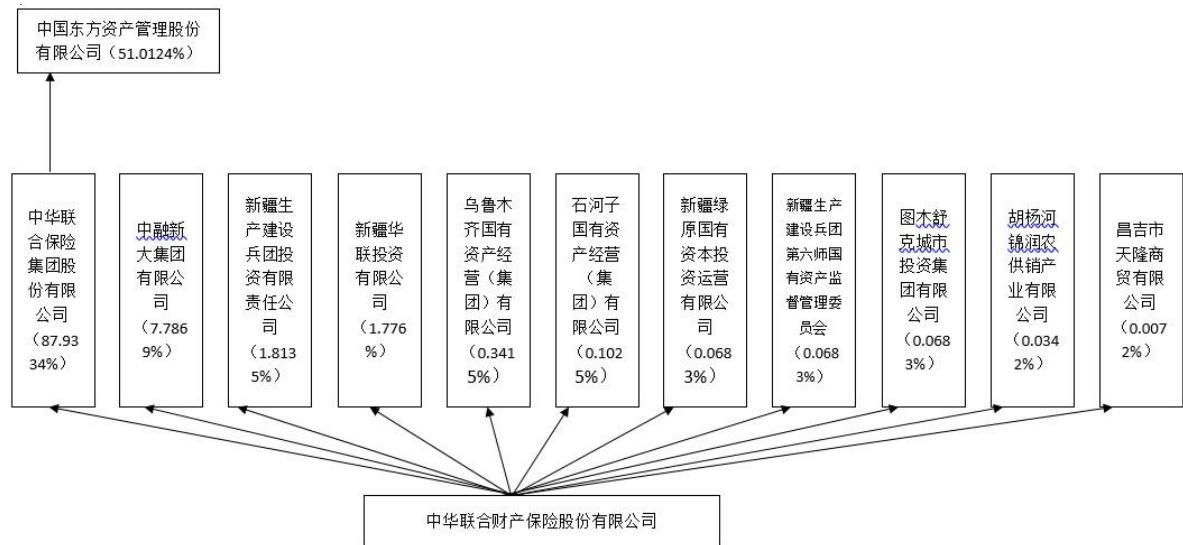 中国东方资产管理股份
有限公司（51.0124%）
中华联
合保险
集团股
份有限
公司
（87.93
34%）
中融新
大集团
有限公
司
（7.786
9%）
新疆生
产建设
兵团投
资有限
责任公
司
（1.813
5%）
新疆华
联投资
有限公
司
（1.776
%）
乌鲁木
齐国有
资产经
营（集
团）有
限公司
（0.341
5%）
石河子
国有资
产经营
（集
团）有
限公司
（0.102
5%）
新疆绿
原国有
资本投
资运营
有限公
司
（0.068
3%）
新疆生产
建设兵团
第六师国
有资产监
督管理委
员会
（0.068
3%）
图木舒
克城市
投资集
团有限
公司
（0.068
3%）
胡杨河
锦润农
供销产
业有限
公司
（0.034
2%）
昌吉市
天隆商
贸有限
公司
（0.007
2%）
中华联合财产保险股份有限公司